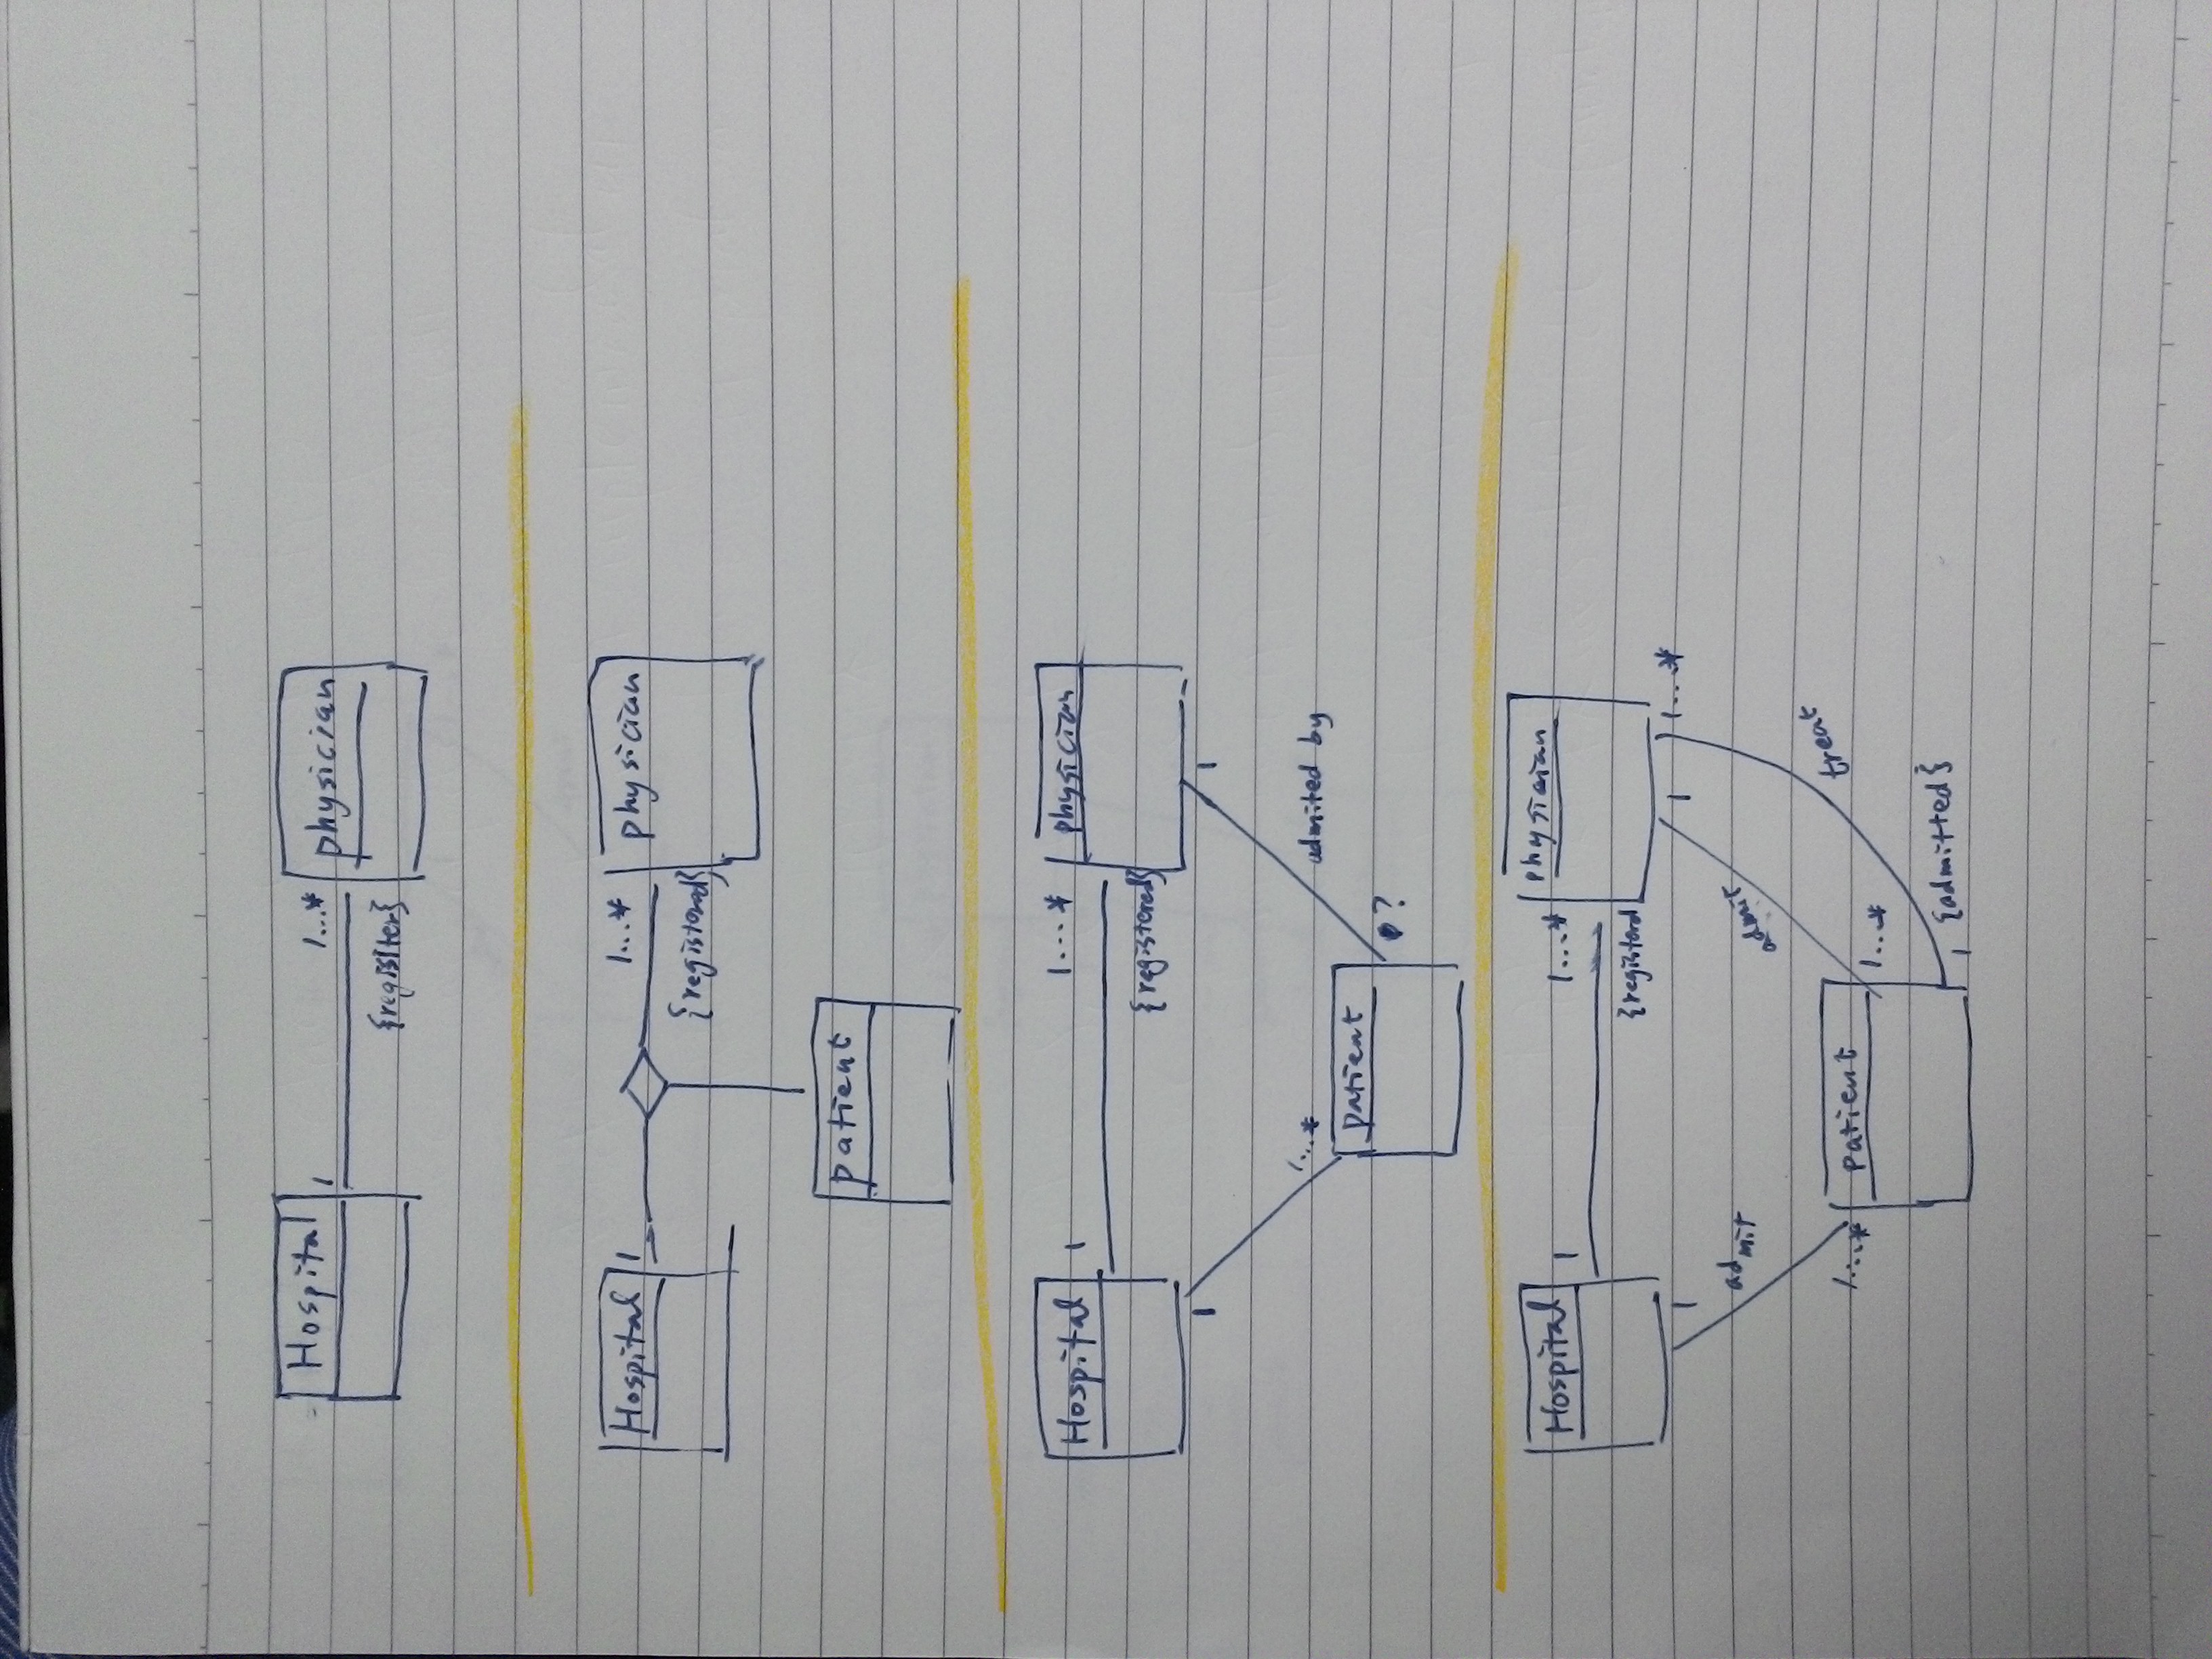 Hospital 1 1...* physician
{register}
Hospital 1 1...* physician
{registered}
patient
Hospital 1 1...* physician
{registered}
1 1
1...* admited by
patient ?
Hospital 1 1...* physician
{registerd
1 1 1...*
admit admit
treat
1...* patient 1...*
1 {admitted}